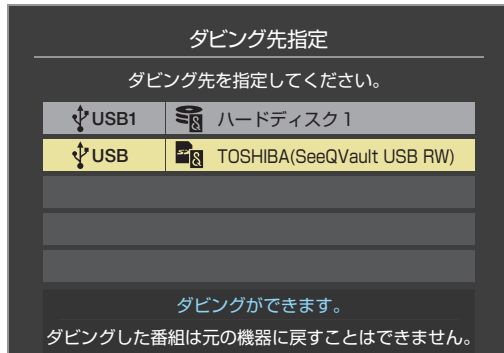 ダビング先指定
ダビング先を指定してください。
USB1 ハードディスク1
USB TOSHIBA(SeeQVault USB RW)
ダビングができます。
ダビングした番組は元の機器に戻すことはできません。